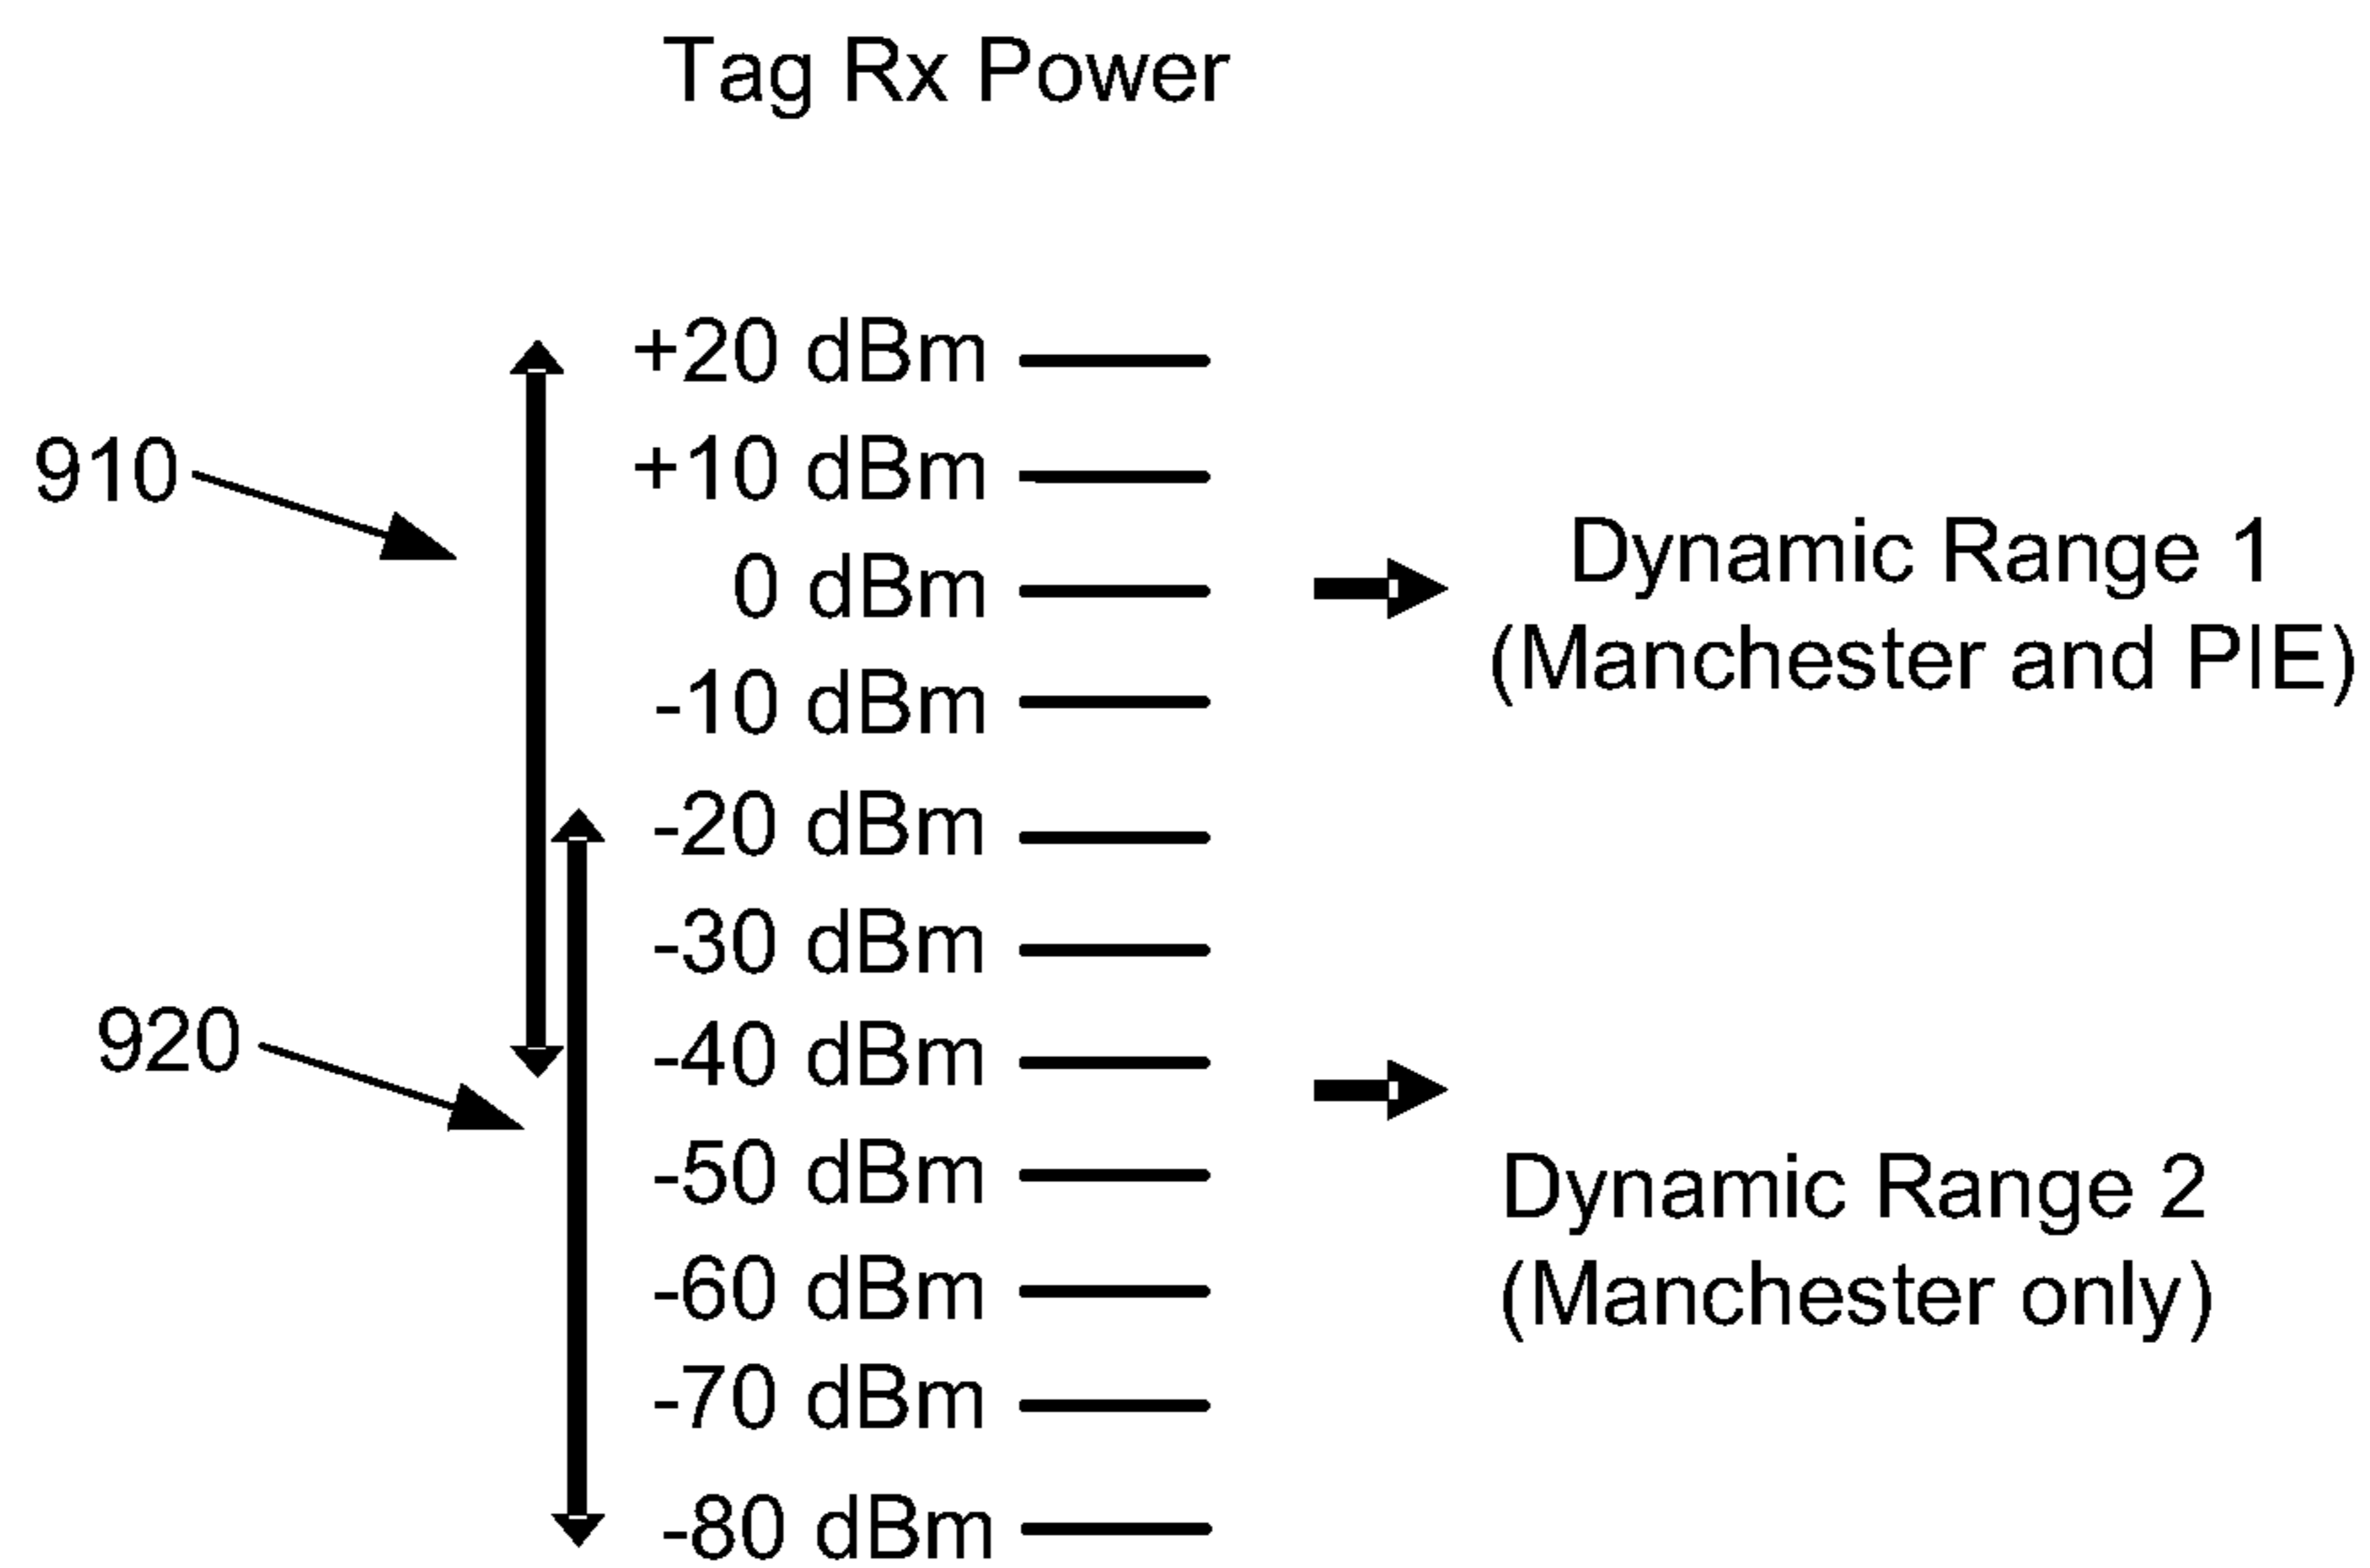 Tag Rx Power
+20 dBm
910
+10 dBm
0 dBm
Dynamic Range 1
(Manchester and PIE)
-10 dBm
-20 dBm
-30 dBm
920
-40 dBm
-50 dBm
Dynamic Range 2
(Manchester only)
-60 dBm
-70 dBm
-80 dBm